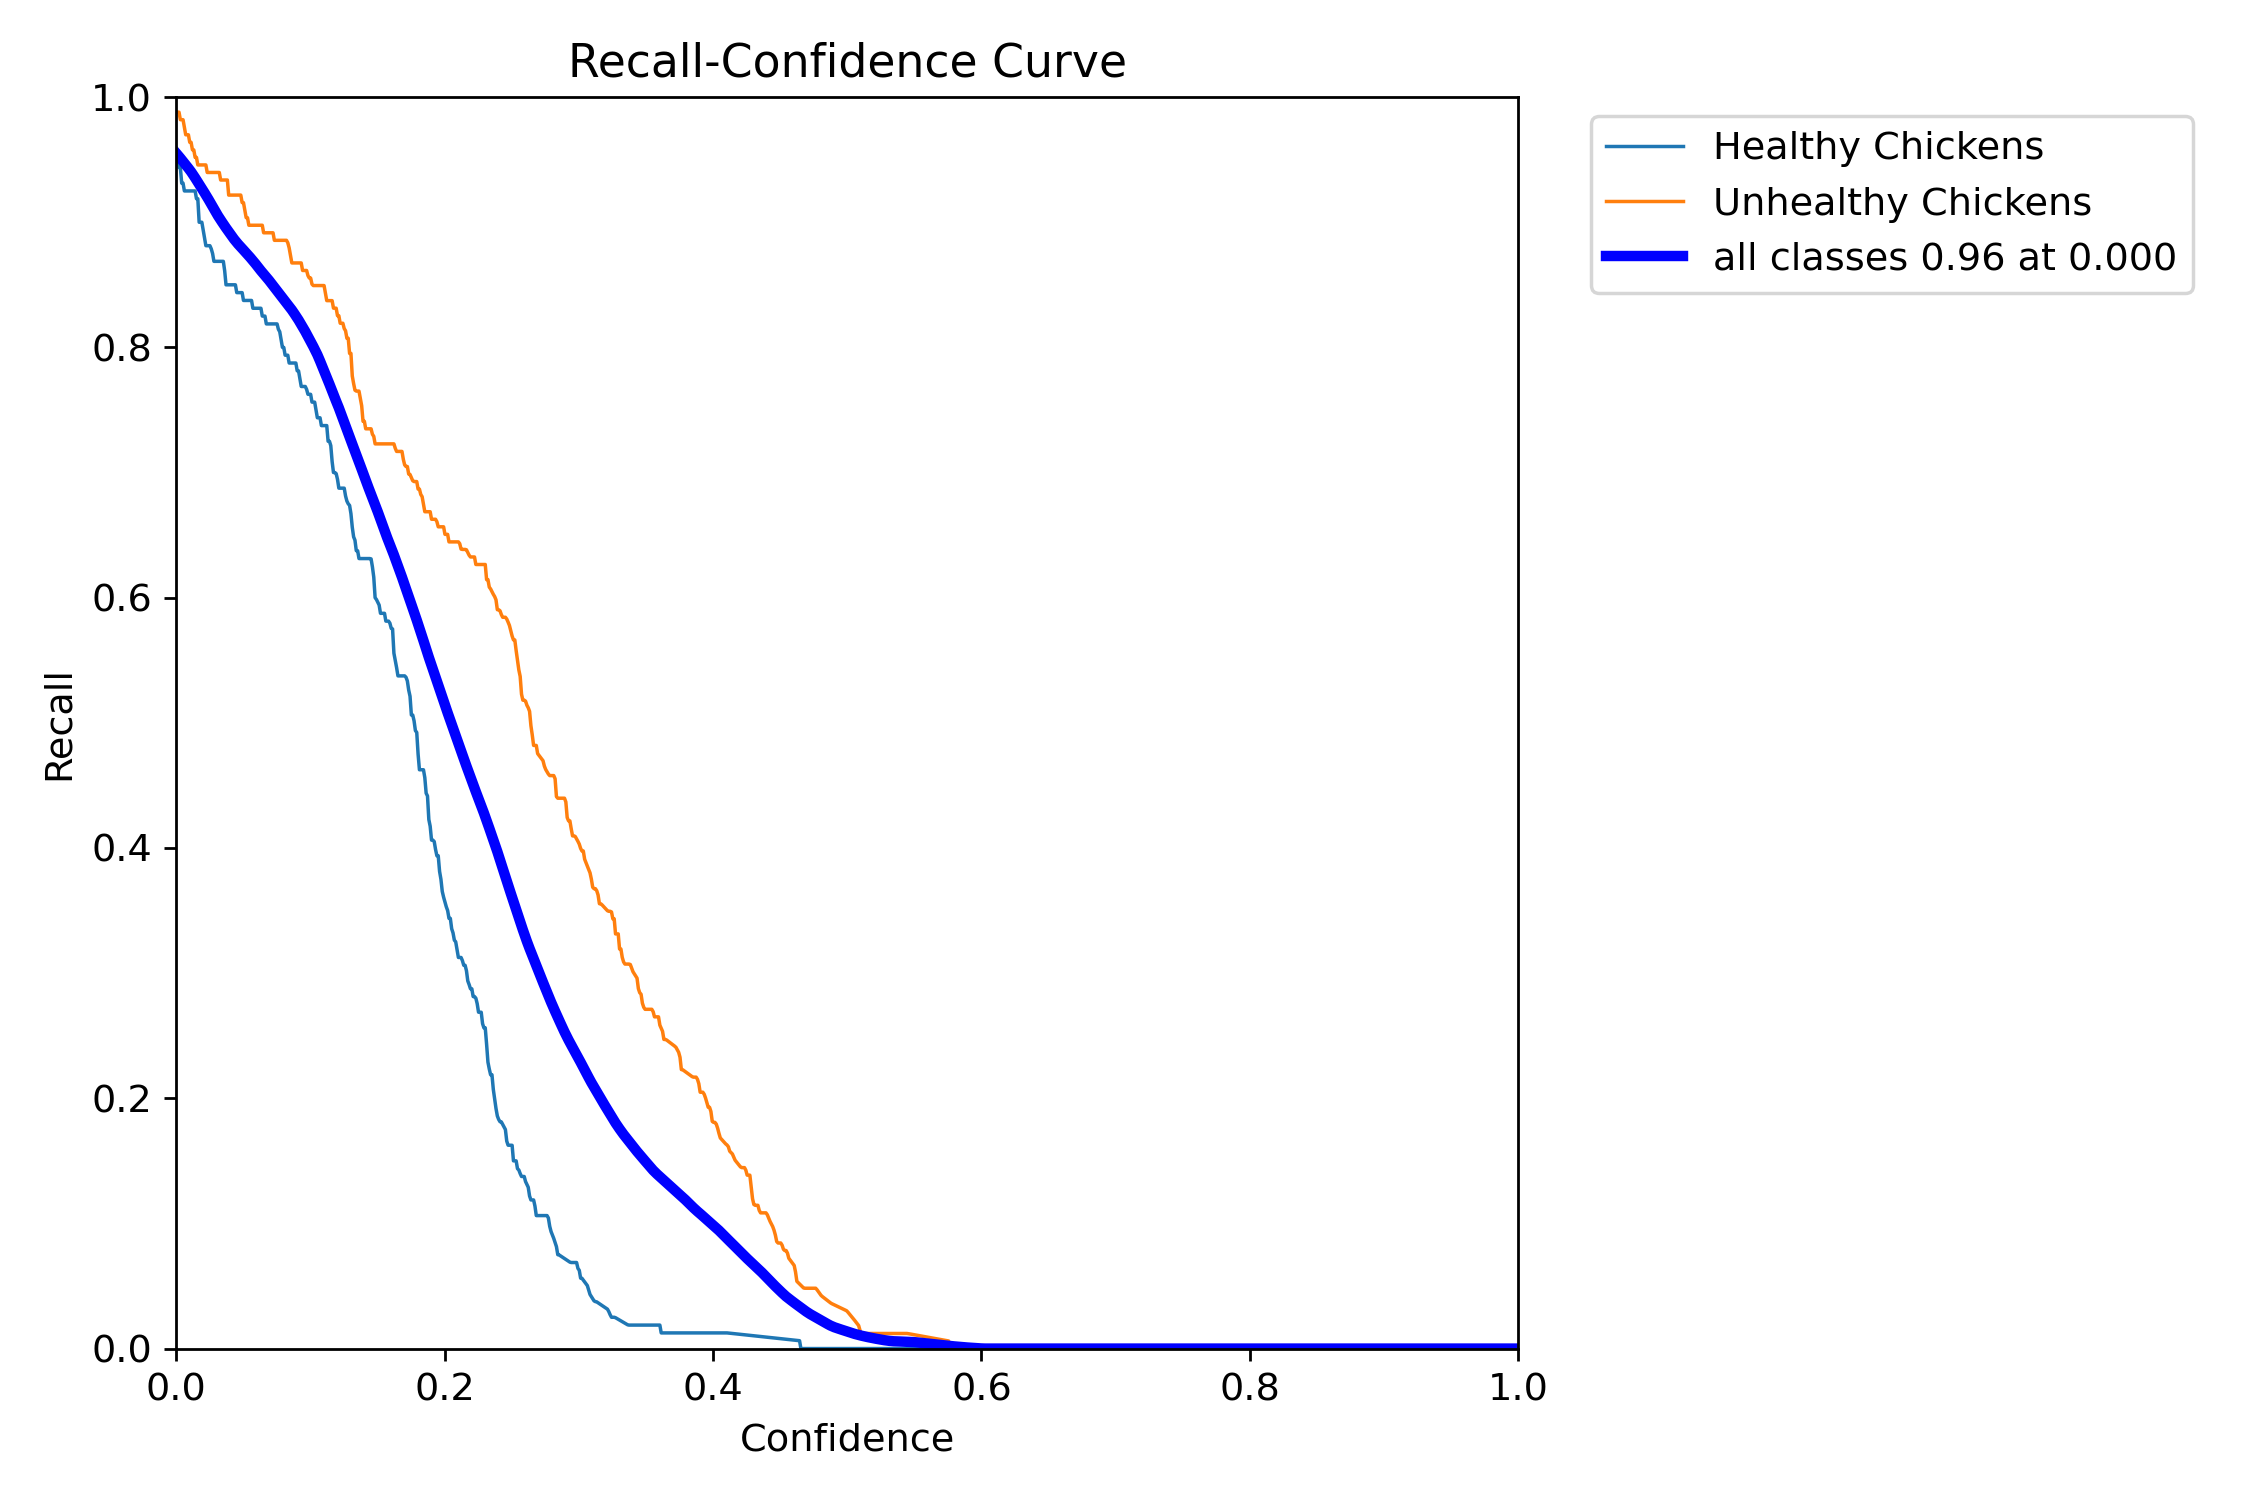 Recall-Confidence Curve
1.0
0.8
0.6
0.4
0.2
0.0
Recall
0.0 0.2 0.4 0.6 0.8 1.0
Confidence
Healthy Chickens
Unhealthy Chickens
all classes 0.96 at 0.000